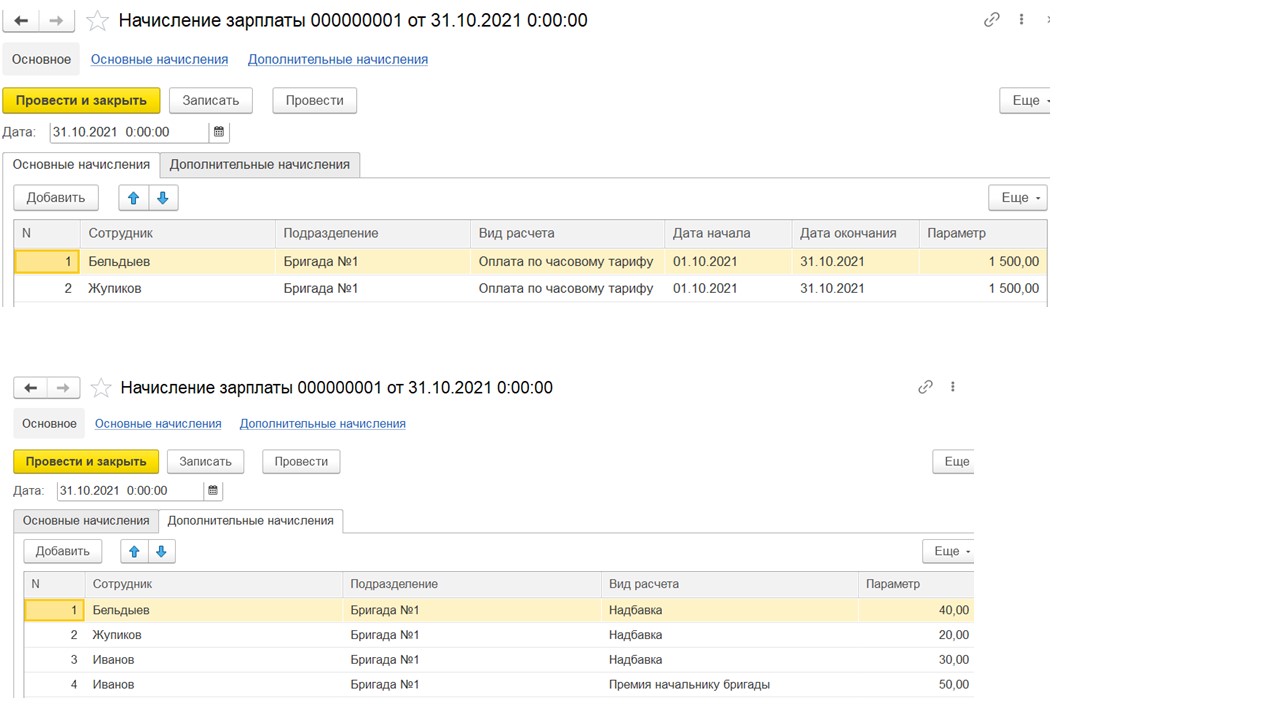 Начисление зарплаты 000000001 от 31.10.2021 0:00:00
Основное Основные начисления Дополнительные начисления
Провести и закрыть Записать Провести Еще
Дата: 31.10.2021 0:00:00
Основные начисления Дополнительные начисления
Добавить Еще
N Сотрудник Подразделение Вид расчета Дата начала Дата окончания Параметр
1 Бельдыев Бригада №1 Оплата по часовому тарифу 01.10.2021 31.10.2021 1 500,00
2 Жупиков Бригада №1 Оплата по часовому тарифу 01.10.2021 31.10.2021 1 500,00
Начисление зарплаты 000000001 от 31.10.2021 0:00:00
Основное Основные начисления Дополнительные начисления
Провести и закрыть Записать Провести Еще
Дата: 31.10.2021 0:00:00
Основные начисления Дополнительные начисления
Добавить Еще
N Сотрудник Подразделение Вид расчета Параметр
1 Бельдыев Бригада №1 Надбавка 40,00
2 Жупиков Бригада №1 Надбавка 20,00
3 Иванов Бригада №1 Надбавка 30,00
4 Иванов Бригада №1 Премия начальнику бригады 50,00